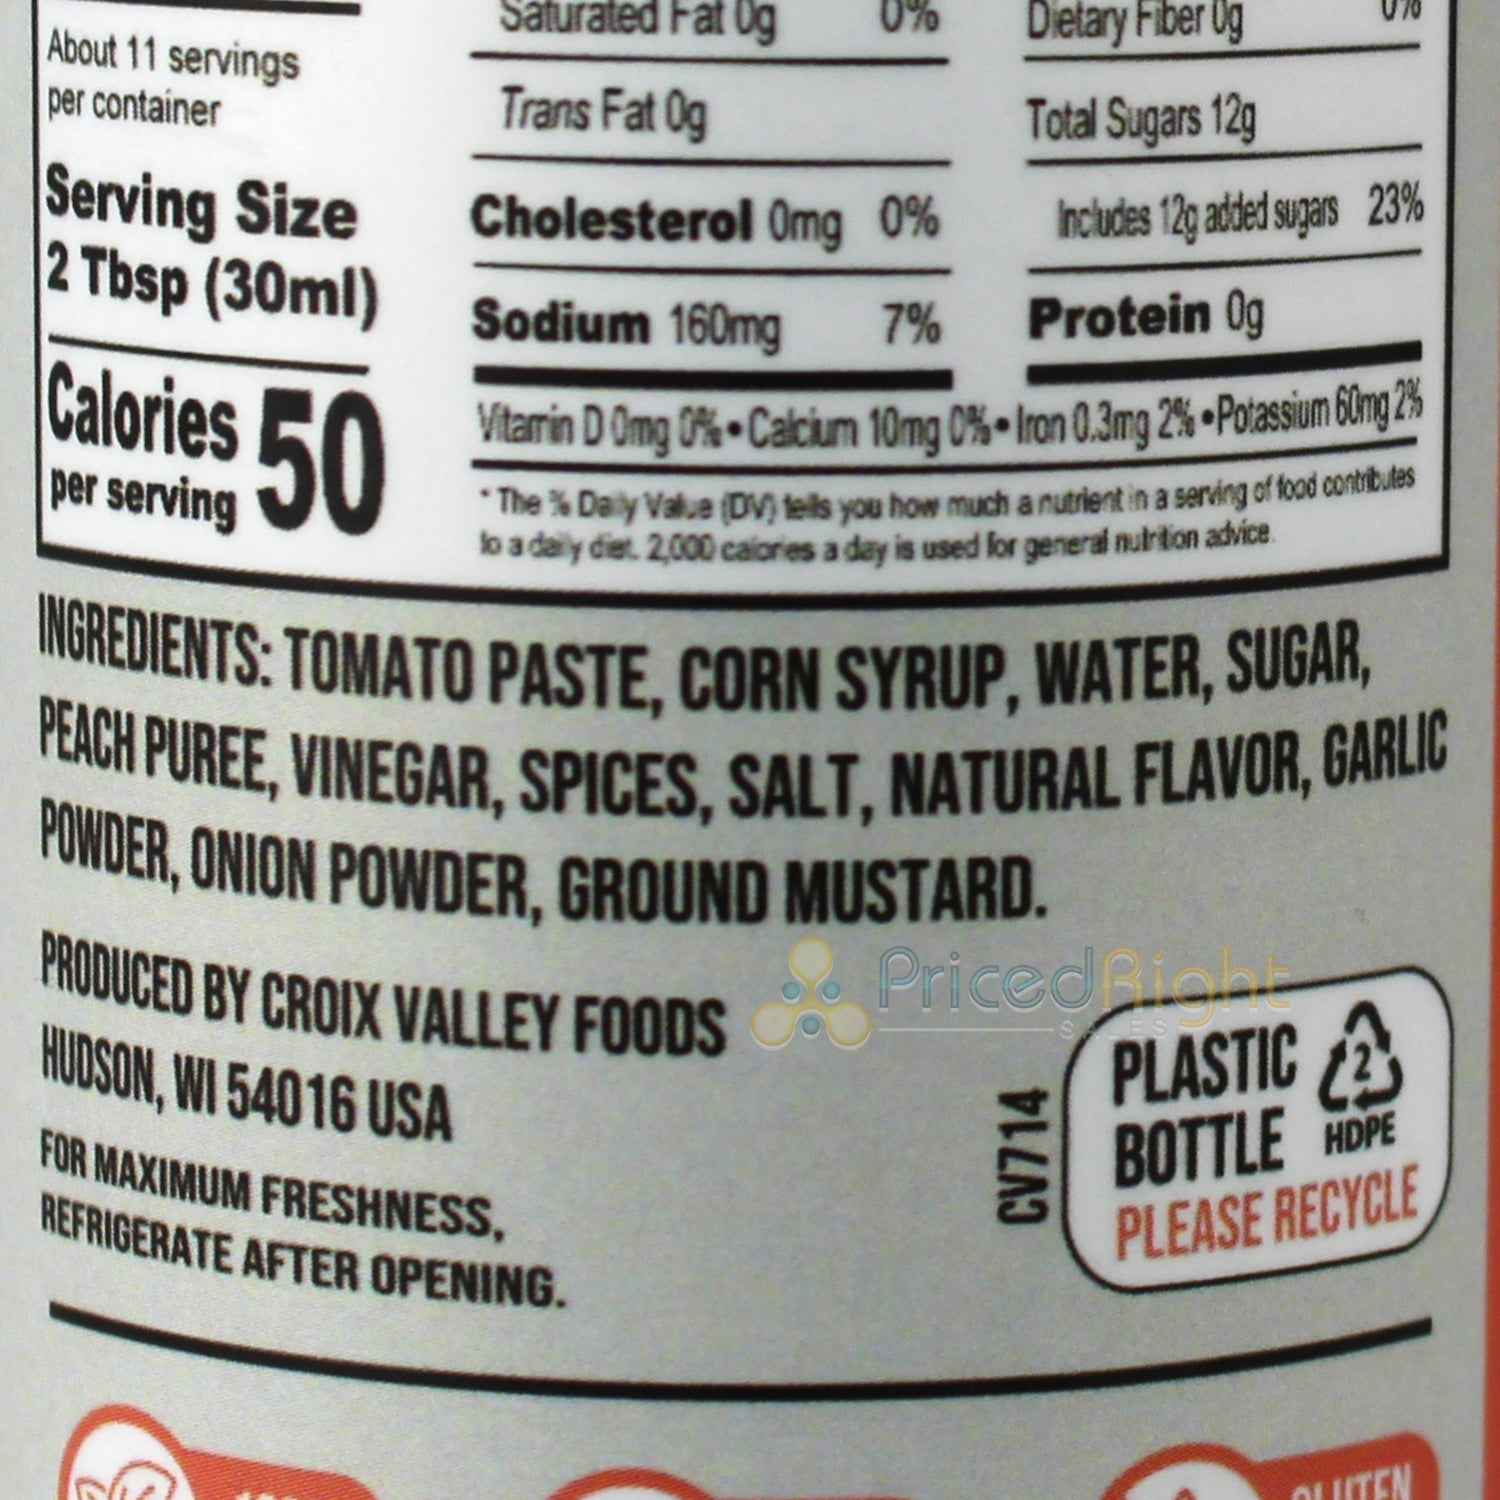 About 11 servings
per container
Serving Size
2 Tbsp (30ml)
Calories 50
per serving
Saturated Fat 0g 0%
Trans Fat 0g
Cholesterol 0mg 0%
Sodium 160mg 7%
Dietary Fiber 0g 0%
Total Sugars 12g
Includes 12g added sugars 23%
Protein 0g
Vitamin D 0mg 0% • Calcium 10mg 0% • Iron 0.3mg 2% • Potassium 60mg 2%
* The % Daily Value (DV) tells you how much a nutrient in a serving of food contributes
to a daily diet. 2,000 calories a day is used for general nutrition advice.
INGREDIENTS: TOMATO PASTE, CORN SYRUP, WATER, SUGAR,
PEACH PUREE, VINEGAR, SPICES, SALT, NATURAL FLAVOR, GARLIC
POWDER, ONION POWDER, GROUND MUSTARD.
PRODUCED BY CROIX VALLEY FOODS
HUDSON, WI 54016 USA
FOR MAXIMUM FRESHNESS,
REFRIGERATE AFTER OPENING.
PricedRight
SALES
CV714
PLASTIC
BOTTLE
2
HDPE
PLEASE RECYCLE
GLUTEN